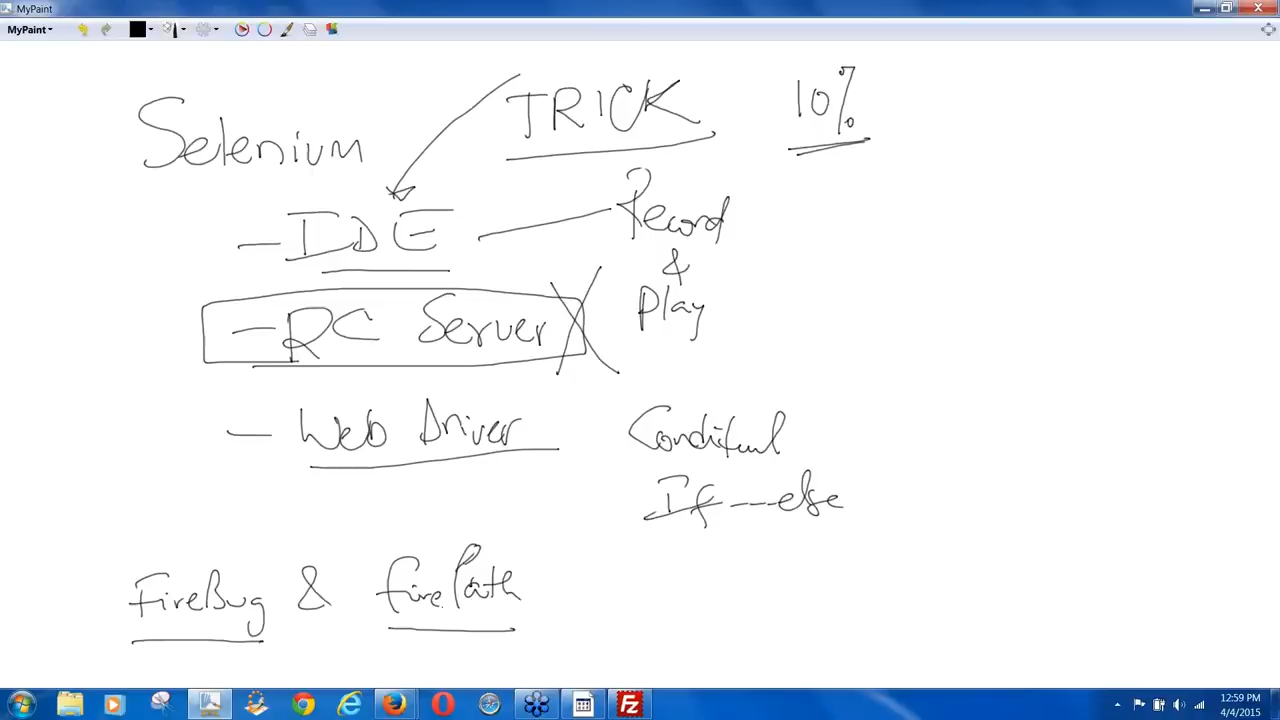 MyPaint
MyPaint
Selenium
TRICK
10%
- IDE
Record
&
Play
- RC Server
- Web Driver
If---else
FireBug & FirePath
12:59 PM
4/4/2015